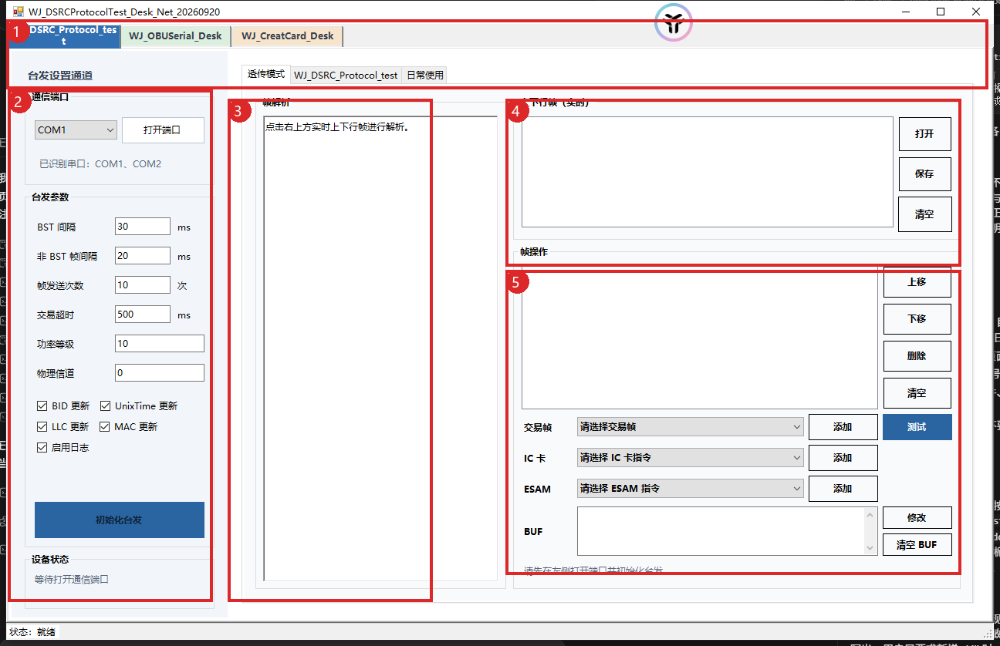 WJ_DSRCProtocolTest_Desk_Net_20260920
1
DSRC_Protocol_tes
t
WJ_OBUSerial_Desk
WJ_CreatCard_Desk
台发设置通道
透传模式
WJ_DSRC_Protocol_test
日常使用
2
通信端口
COM1
打开端口
已识别串口：COM1、COM2
台发参数
BST 间隔
30
ms
非 BST 帧间隔
20
ms
帧发送次数
10
次
交易超时
500
ms
功率等级
10
物理信道
0
BID 更新
UnixTime 更新
LLC 更新
MAC 更新
启用日志
初始化台发
设备状态
等待打开通信端口
3
帧解析
点击右上方实时上下行帧进行解析。
4
上下行帧（实时）
打开
保存
清空
帧操作
5
上移
下移
删除
清空
交易帧
请选择交易帧
添加
测试
IC 卡
请选择 IC 卡指令
添加
ESAM
请选择 ESAM 指令
添加
BUF
修改
清空 BUF
请先在左侧打开端口并初始化台发
状态：就绪